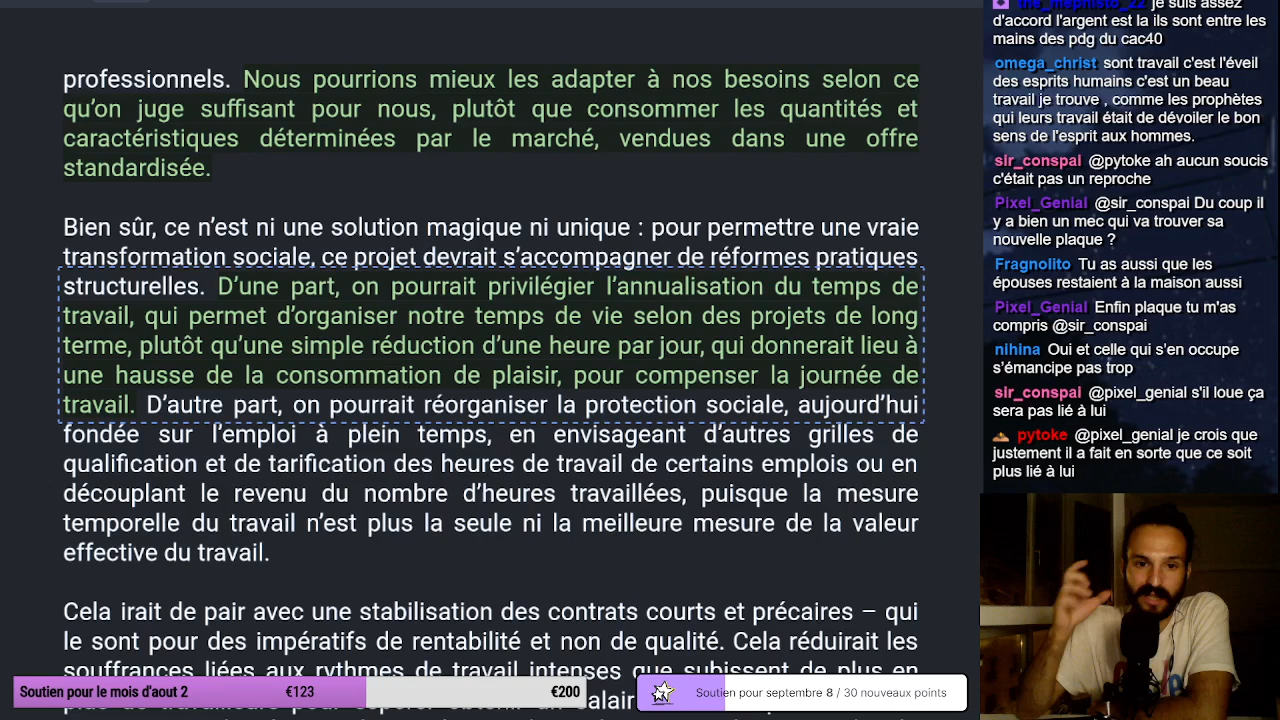 professionnels. Nous pourrions mieux les adapter à nos besoins selon ce
qu'on juge suffisant pour nous, plutôt que consommer les quantités et
caractéristiques déterminées par le marché, vendues dans une offre
standardisée.
Bien sûr, ce n'est ni une solution magique ni unique : pour permettre une vraie
transformation sociale, ce projet devrait s'accompagner de réformes pratiques
structurelles. D'une part, on pourrait privilégier l'annualisation du temps de
travail, qui permet d'organiser notre temps de vie selon des projets de long
terme, plutôt qu'une simple réduction d'une heure par jour, qui donnerait lieu à
une hausse de la consommation de plaisir, pour compenser la journée de
travail. D'autre part, on pourrait réorganiser la protection sociale, aujourd'hui
fondée sur l'emploi à plein temps, en envisageant d'autres grilles de
qualification et de tarification des heures de travail de certains emplois ou en
découplant le revenu du nombre d'heures travaillées, puisque la mesure
temporelle du travail n'est plus la seule ni la meilleure mesure de la valeur
effective du travail.
Cela irait de pair avec une stabilisation des contrats courts et précaires – qui
le sont pour des impératifs de rentabilité et non de qualité. Cela réduirait les
souffrances liées aux rythmes de travail intenses que subissent de plus en
Soutien pour le mois d'aout 2 €123 €200
Soutien pour septembre 8 / 30 nouveaux points
the_mephisto_22 je suis assez
d'accord l'argent est la ils sont entre les
mains des pdg du cac40
omega_christ sont travail c'est l'éveil
des esprits humains c'est un beau
travail je trouve , comme les prophètes
qui leurs travail était de dévoiler le bon
sens de l'esprit aux hommes.
sir_conspal @pytoke ah aucun soucis
c'était pas un reproche
Pixel_Genial @sir_conspai Du coup il
y a bien un mec qui va trouver sa
nouvelle plaque ?
Fragnolito Tu as aussi que les
épouses restaient à la maison aussi
Pixel_Genial Enfin plaque tu m'as
compris @sir_conspai
nihina Oui et celle qui s'en occupe
s'émancipe pas trop
sir_conspal @pixel_genial s'il loue ça
sera pas lié à lui
pytoke @pixel_genial je crois que
justement il a fait en sorte que ce soit
plus lié à lui